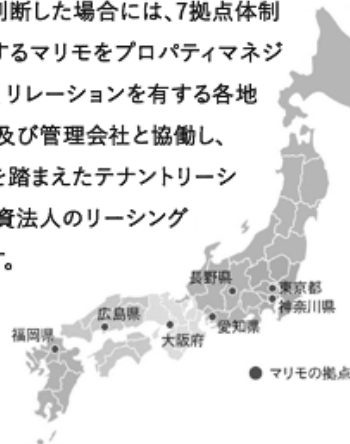 判断した場合には、7拠点体制
するマリモをプロパティマネジ
リレーションを有する各地
及び管理会社と協働し、
を踏まえたテナントリーシ
資法人のリーシング
す。
長野県
東京都
神奈川県
広島県
愛知県
福岡県
大阪府
マリモの拠点